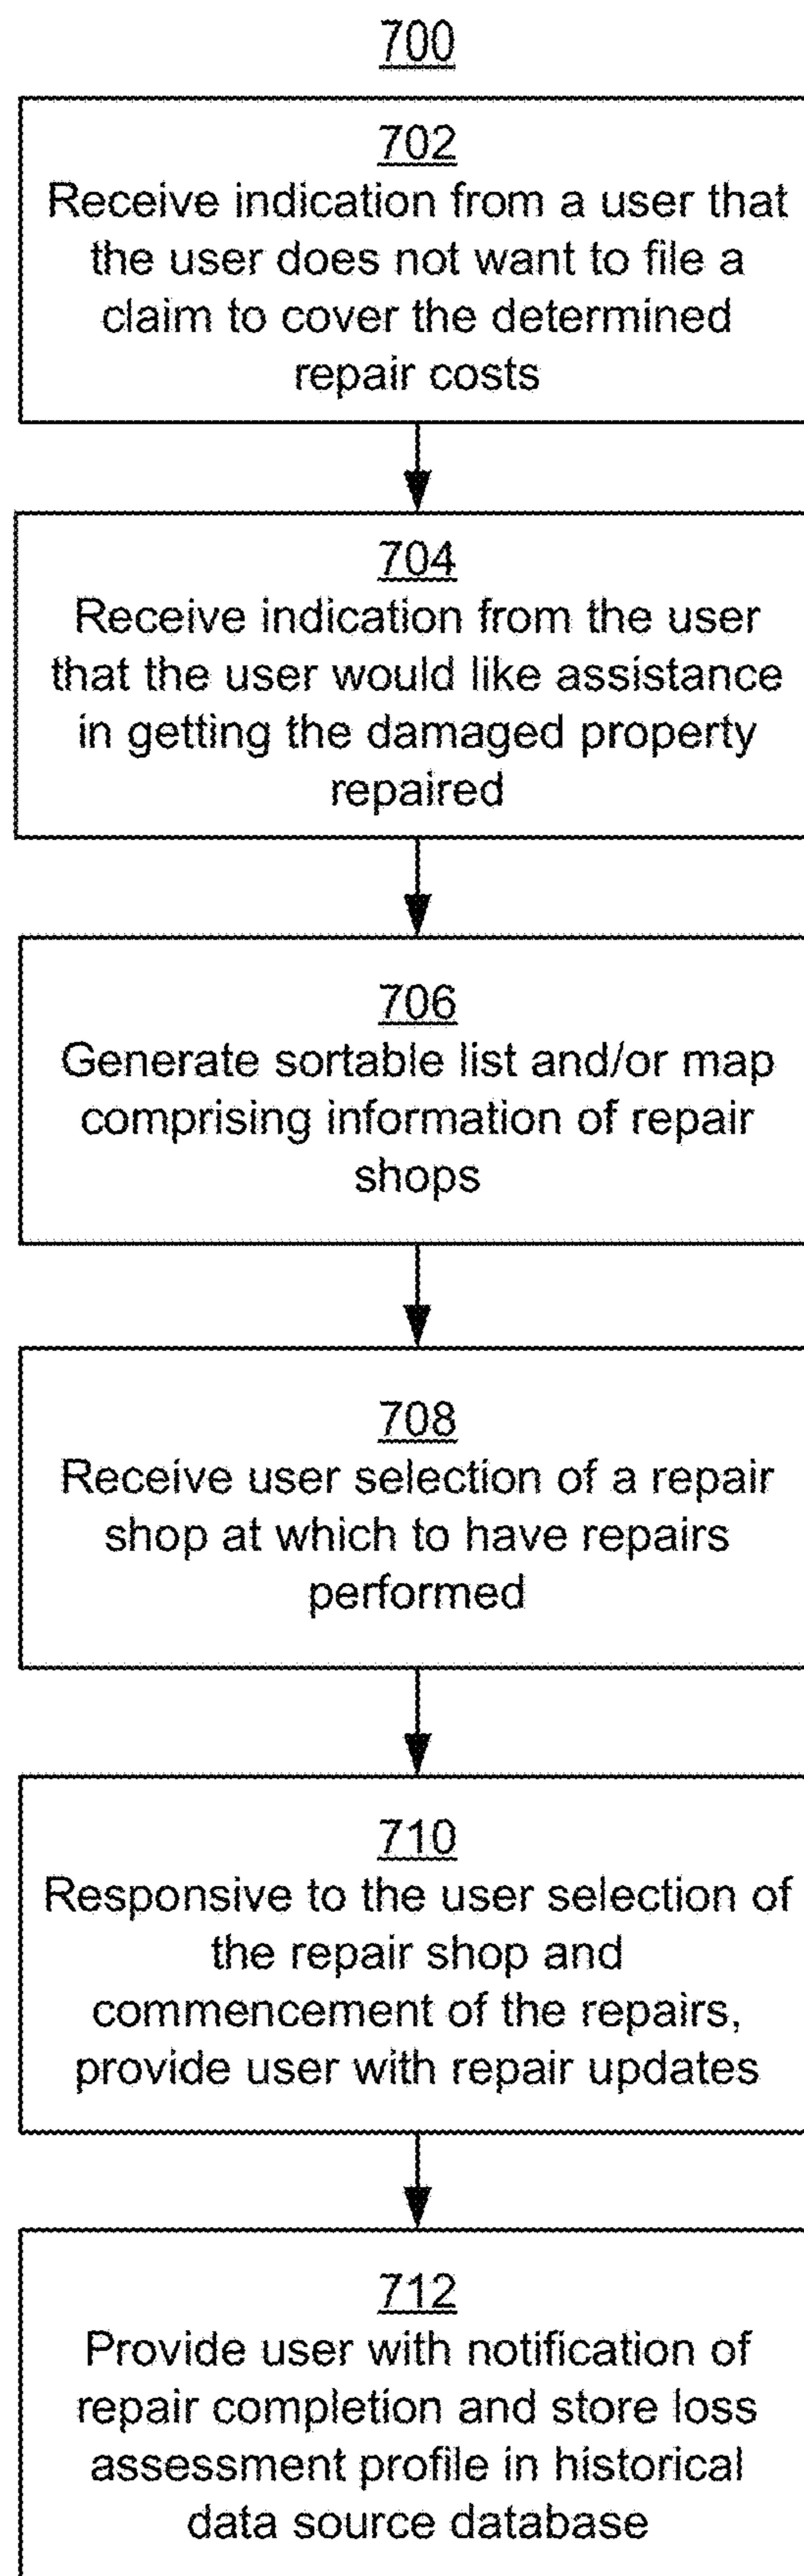 700
702
Receive indication from a user that
the user does not want to file a
claim to cover the determined
repair costs
704
Receive indication from the user
that the user would like assistance
in getting the damaged property
repaired
706
Generate sortable list and/or map
comprising information of repair
shops
708
Receive user selection of a repair
shop at which to have repairs
performed
710
Responsive to the user selection of
the repair shop and
commencement of the repairs,
provide user with repair updates
712
Provide user with notification of
repair completion and store loss
assessment profile in historical
data source database